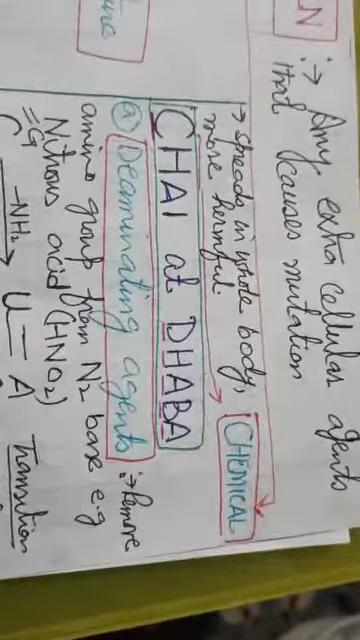 N
∴→ Any extra cellular agents
that causes mutation
CHEMICAL
→ spreads in whole body,
more harmful
CHAI at DHABA
① Deaminating agents ∴→ Remove
amino group from N2 base e.g
Nitrous acid (HNO2)
C -NH2 → U = A Transition
≡G